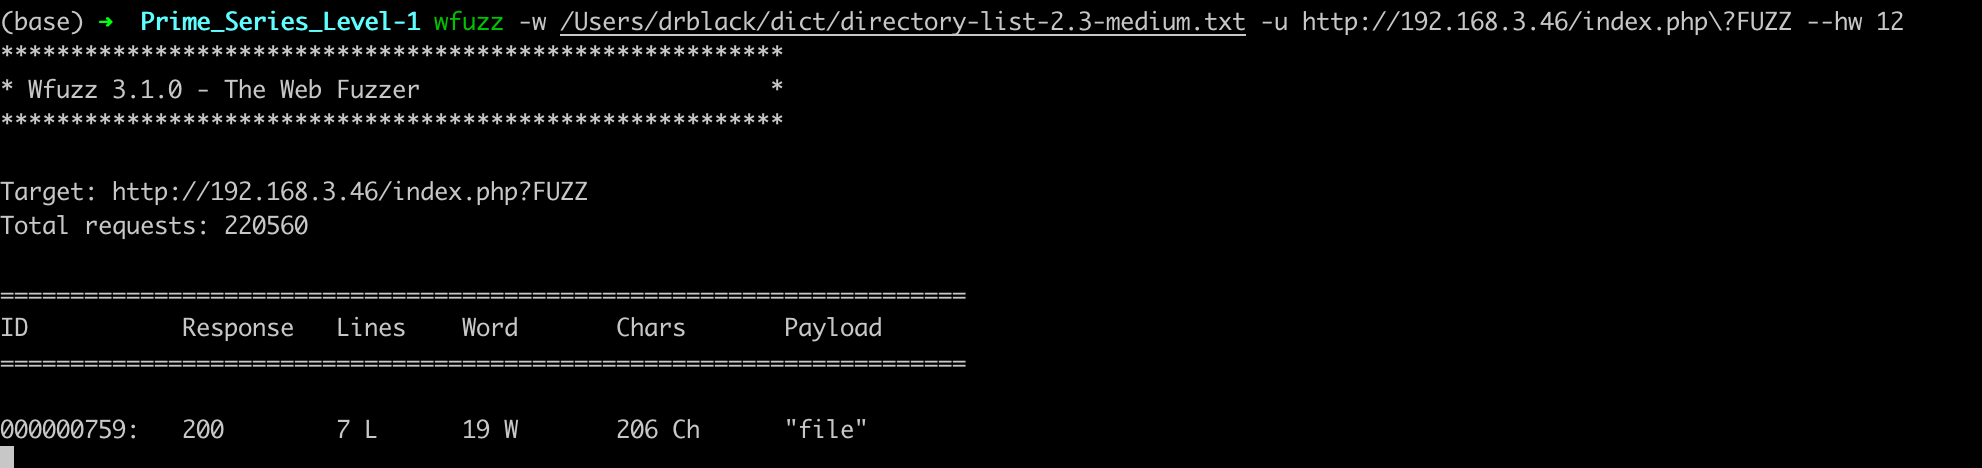 (base) ➜  Prime_Series_Level-1 wfuzz -w /Users/drblack/dict/directory-list-2.3-medium.txt -u http://192.168.3.46/index.php\?FUZZ --hw 12
********************************************************
* Wfuzz 3.1.0 - The Web Fuzzer                         *
********************************************************
Target: http://192.168.3.46/index.php?FUZZ
Total requests: 220560
=====================================================================
ID           Response   Lines    Word       Chars       Payload
=====================================================================
000000759:   200        7 L      19 W       206 Ch      "file"